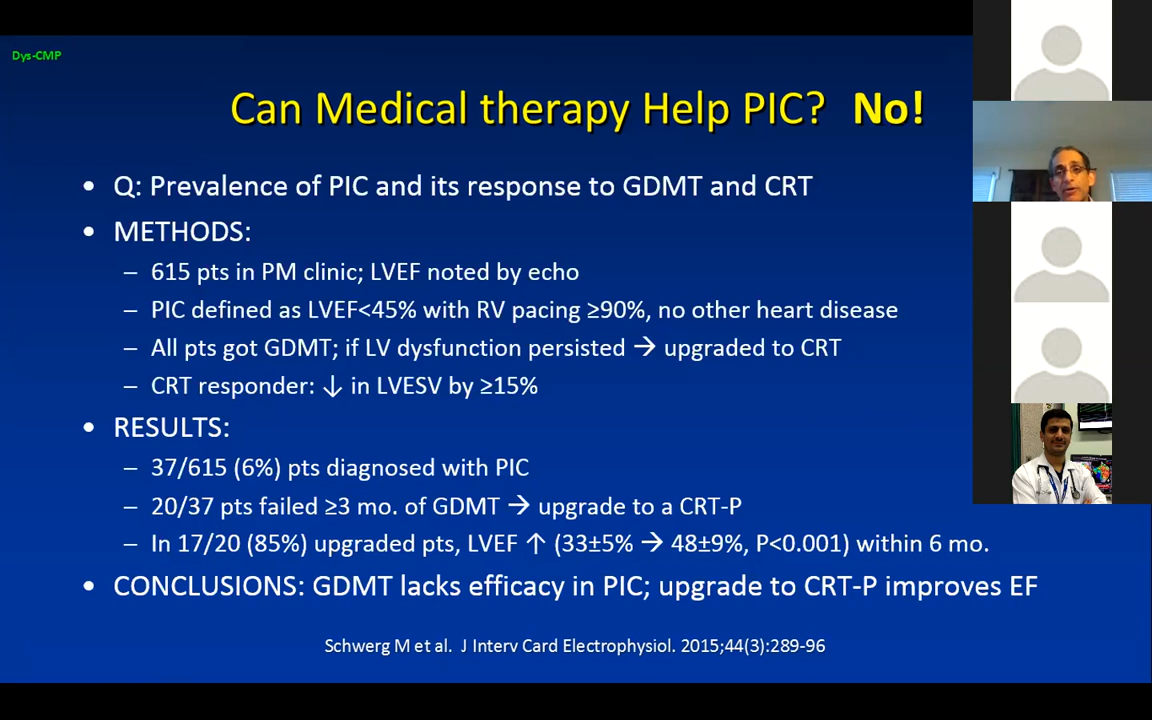 Dys-CMP
Can Medical therapy Help PIC? No!
• Q: Prevalence of PIC and its response to GDMT and CRT
• METHODS:
– 615 pts in PM clinic; LVEF noted by echo
– PIC defined as LVEF<45% with RV pacing ≥90%, no other heart disease
– All pts got GDMT; if LV dysfunction persisted → upgraded to CRT
– CRT responder: ↓ in LVESV by ≥15%
• RESULTS:
– 37/615 (6%) pts diagnosed with PIC
– 20/37 pts failed ≥3 mo. of GDMT → upgrade to a CRT-P
– In 17/20 (85%) upgraded pts, LVEF ↑ (33±5% → 48±9%, P<0.001) within 6 mo.
• CONCLUSIONS: GDMT lacks efficacy in PIC; upgrade to CRT-P improves EF
Schwerg M et al. J Interv Card Electrophysiol. 2015;44(3):289-96